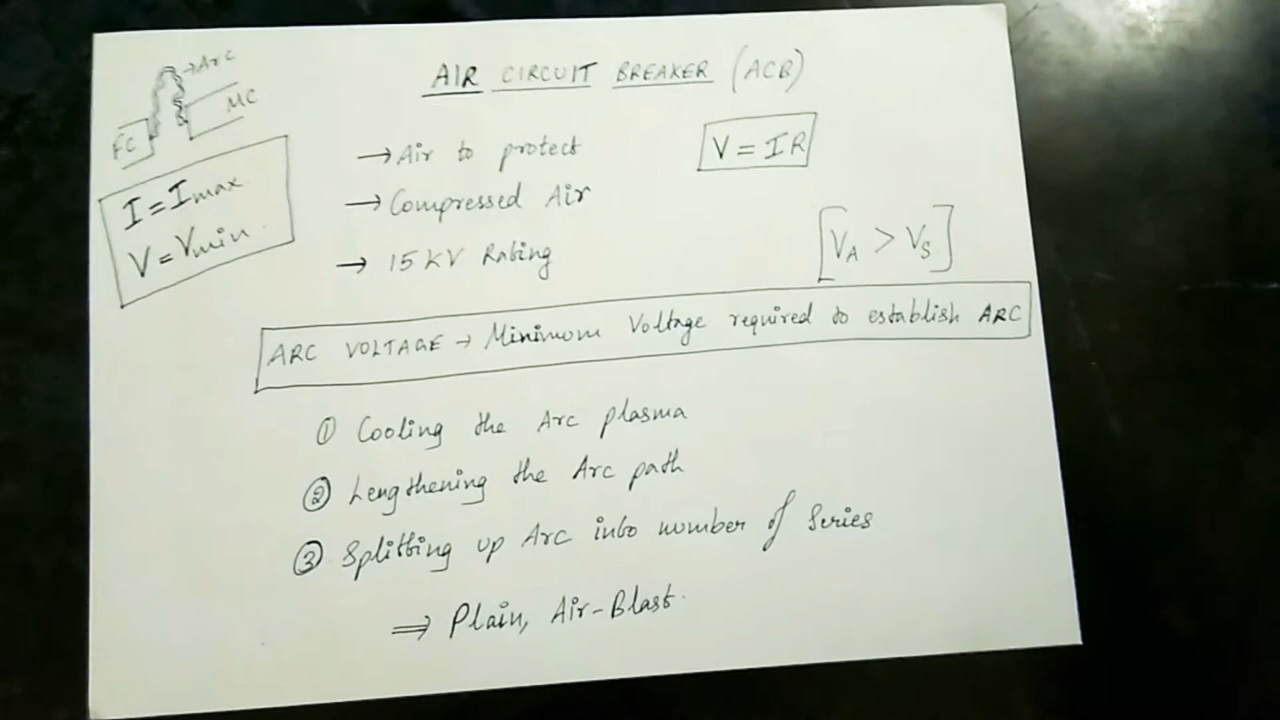 AIR CIRCUIT BREAKER (ACB)
→Arc
MC
FC
I = Imax
V = Vmin
→ Air to protect
→ Compressed Air
→ 15 kV Rating
V = IR
[VA > VS]
ARC VOLTAGE → Minimum Voltage required to establish ARC
① Cooling the Arc plasma
② Lengthening the Arc path
③ Splitting up Arc into number of Series
⇒ Plain, Air-Blast.